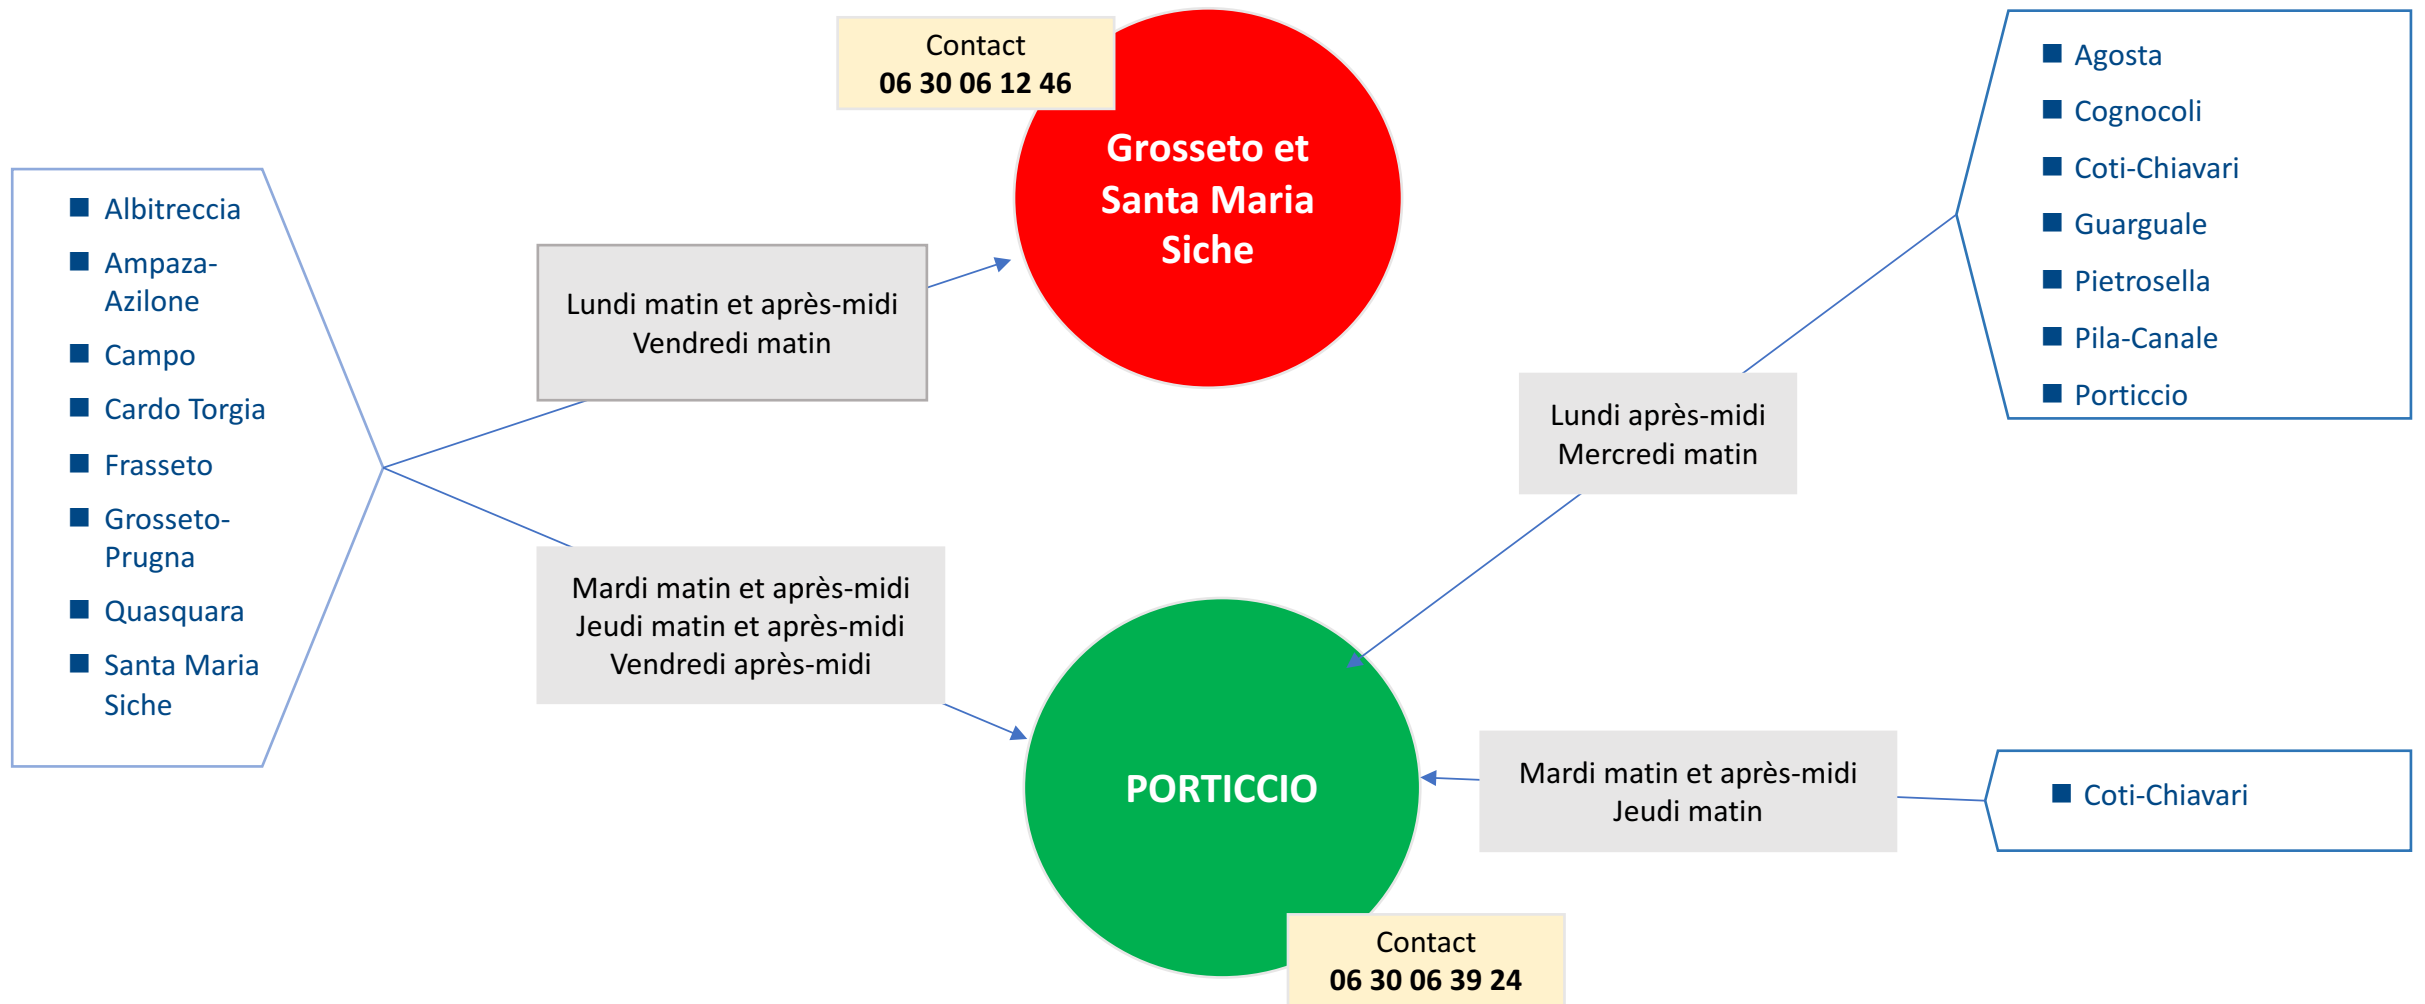 Contact
06 30 06 12 46
Grosseto et
Santa Maria
Siche
Albitreccia
Ampaza-
Azilone
Campo
Cardo Torgia
Frasseto
Grosseto-
Prugna
Quasquara
Santa Maria
Siche
Lundi matin et après-midi
Vendredi matin
Mardi matin et après-midi
Jeudi matin et après-midi
Vendredi après-midi
Agosta
Cognocoli
Coti-Chiavari
Guarguale
Pietrosella
Pila-Canale
Porticcio
Lundi après-midi
Mercredi matin
PORTICCIO
Mardi matin et après-midi
Jeudi matin
Coti-Chiavari
Contact
06 30 06 39 24